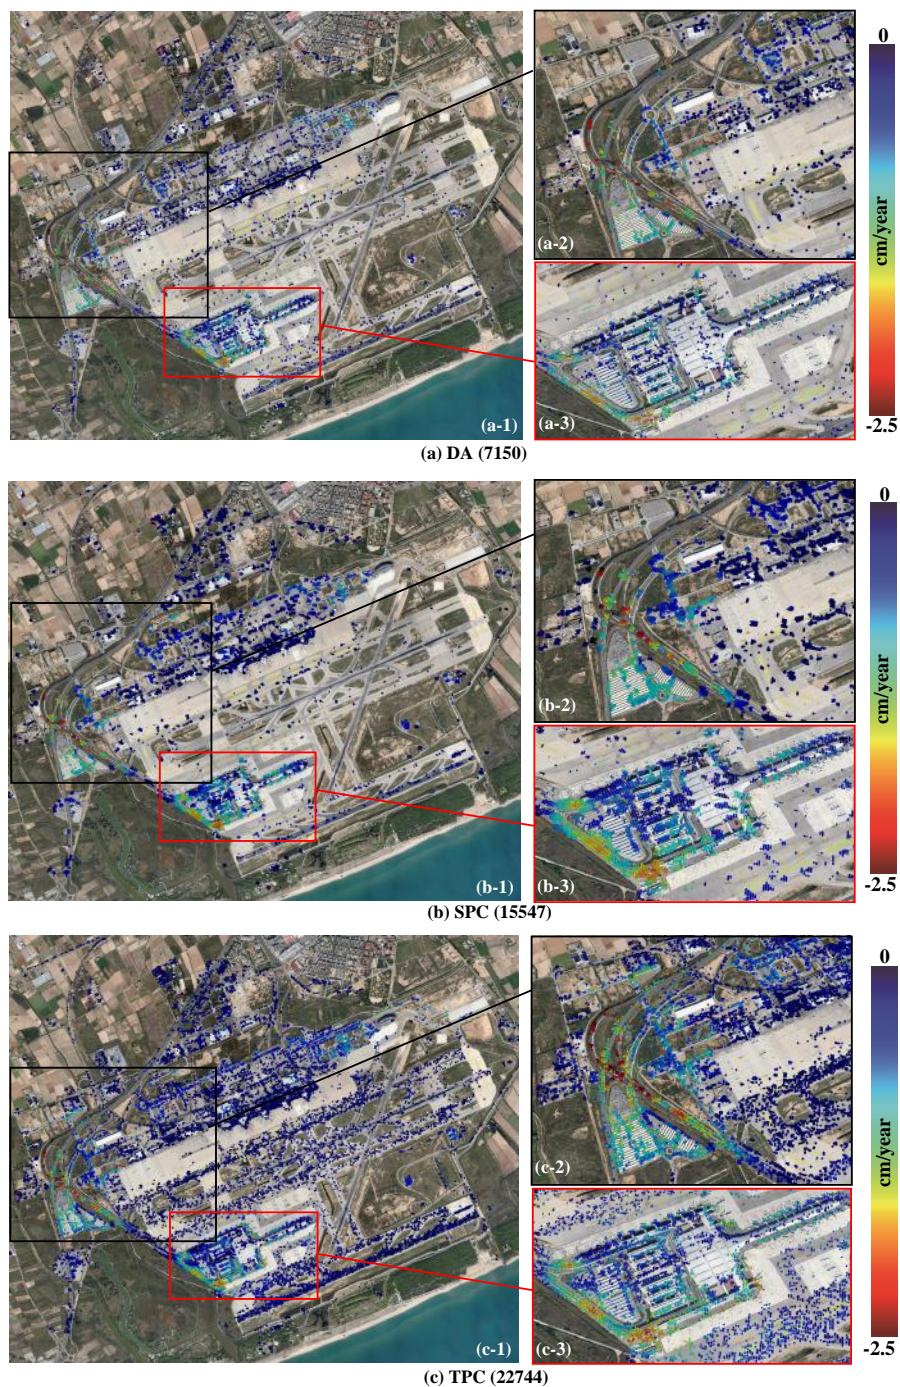 0
cm/year
-2.5
(a-1)
(a-2)
(a-3)
(a) DA (7150)
0
cm/year
-2.5
(b-1)
(b-2)
(b-3)
(b) SPC (15547)
0
cm/year
-2.5
(c-1)
(c-2)
(c-3)
(c) TPC (22744)